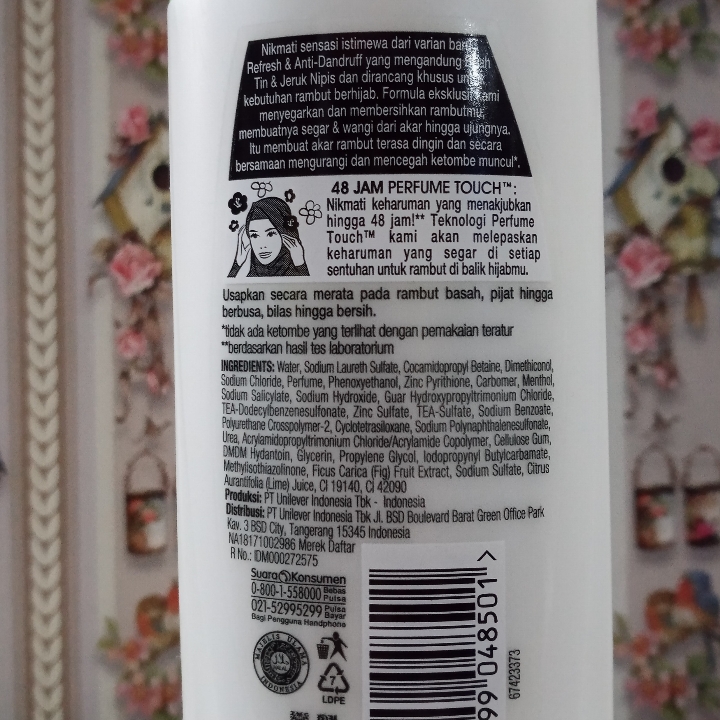 Nikmati sensasi istimewa dari varian
Refresh & Anti-Dandruff yang mengandung
Tin & Jeruk Nipis dan dirancang khusus
kebutuhan rambut berhijab. Formula eksklusif kami
menyegarkan dan membersihkan rambutmu,
membuatnya segar & wangi dari akar hingga ujungnya.
Itu membuat akar rambut terasa dingin dan secara
bersamaan mengurangi dan mencegah ketombe muncul*.
48 JAM PERFUME TOUCH™:
Nikmati keharuman yang menakjubkan
hingga 48 jam!** Teknologi Perfume
Touch™ kami akan melepaskan
keharuman yang segar di setiap
sentuhan untuk rambut di balik hijabmu.
Usapkan secara merata pada rambut basah, pijat hingga
berbusa, bilas hingga bersih.
*tidak ada ketombe yang terlihat dengan pemakaian teratur
**berdasarkan hasil tes laboratorium
INGREDIENTS: Water, Sodium Laureth Sulfate, Cocamidopropyl Betaine, Dimethiconol,
Sodium Chloride, Perfume, Phenoxyethanol, Zinc Pyrithione, Carbomer, Menthol,
Sodium Salicylate, Sodium Hydroxide, Guar Hydroxypropyltrimonium Chloride,
TEA-Dodecylbenzenesulfonate, Zinc Sulfate, TEA-Sulfate, Sodium Benzoate,
Polyurethane Crosspolymer-2, Cyclotetrasiloxane, Sodium Polynaphthalenesulfonate,
Urea, Acrylamidopropyltrimonium Chloride/Acrylamide Copolymer, Cellulose Gum,
DMDM Hydantoin, Glycerin, Propylene Glycol, Iodopropynyl Butylcarbamate,
Methylisothiazolinone, Ficus Carica (Fig) Fruit Extract, Sodium Sulfate, Citrus
Aurantifolia (Lime) Juice, CI 19140, CI 42090
Produksi: PT Unilever Indonesia Tbk - Indonesia
Distribusi: PT Unilever Indonesia Tbk Jl. BSD Boulevard Barat Green Office Park
Kav. 3 BSD City, Tangerang 15345 Indonesia
NA18171002986 Merek Daftar
R No.: IDM000272575
Suara Konsumen
0-800-1-558000 Bebas Pulsa
021-52995299 Pulsa Bayar
Bagi Pengguna Handphone
MAJELIS ULAMA INDONESIA
7
LDPE
99 048501 >
67423373